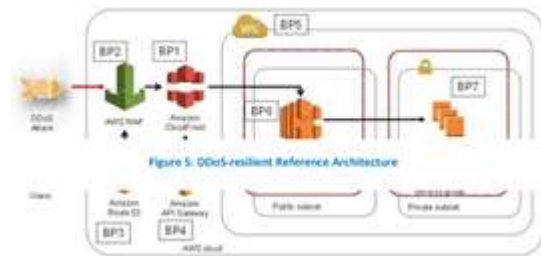 BP5
BP2
BP1
BP7
BP6
DDoS
Attack
AWS WAF
Amazon
CloudFront
Figure 5: DDoS-resilient Reference Architecture
Amazon
Route 53
Amazon
API Gateway
Public subnet
Private subnet
BP3
BP4
AWS cloud